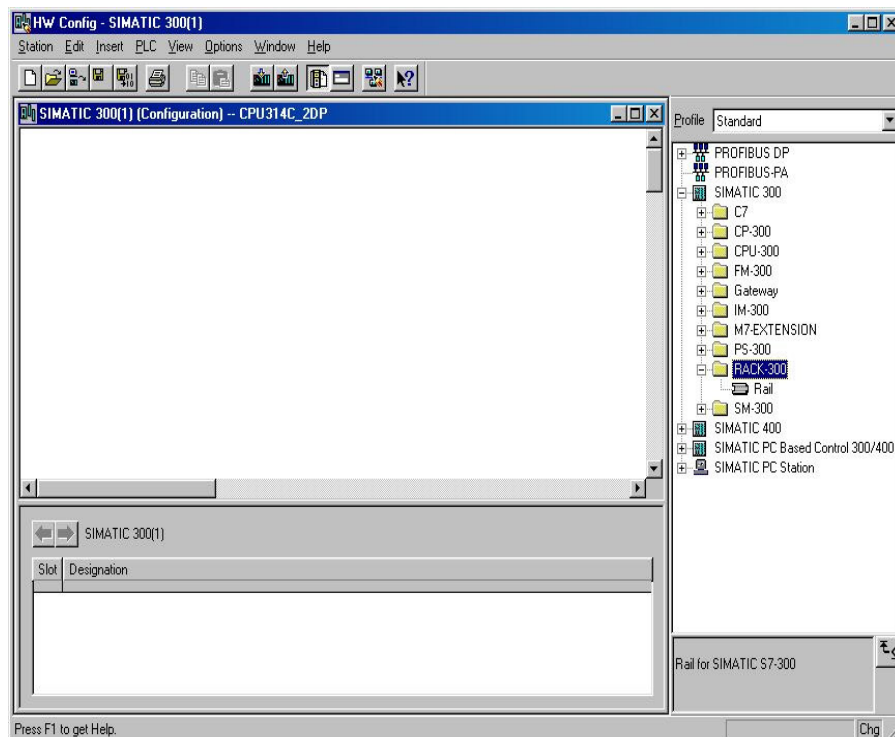 HW Config - SIMATIC 300(1)
Station Edit Insert PLC View Options Window Help
SIMATIC 300(1) (Configuration) -- CPU314C_2DP
Profile Standard
PROFIBUS DP
PROFIBUS-PA
SIMATIC 300
C7
CP-300
CPU-300
FM-300
Gateway
IM-300
M7-EXTENSION
PS-300
RACK-300
Rail
SM-300
SIMATIC 400
SIMATIC PC Based Control 300/400
SIMATIC PC Station
SIMATIC 300(1)
Slot Designation
Rail for SIMATIC S7-300
Press F1 to get Help.
Chg